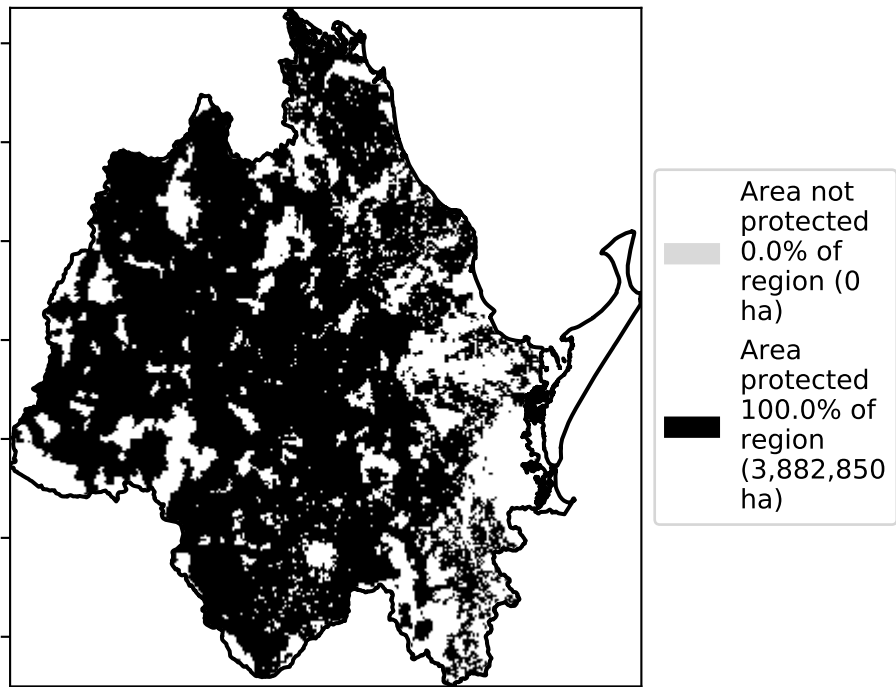 Area not
protected
0.0% of
region (0
ha)
Area
protected
100.0% of
region
(3,882,850
ha)